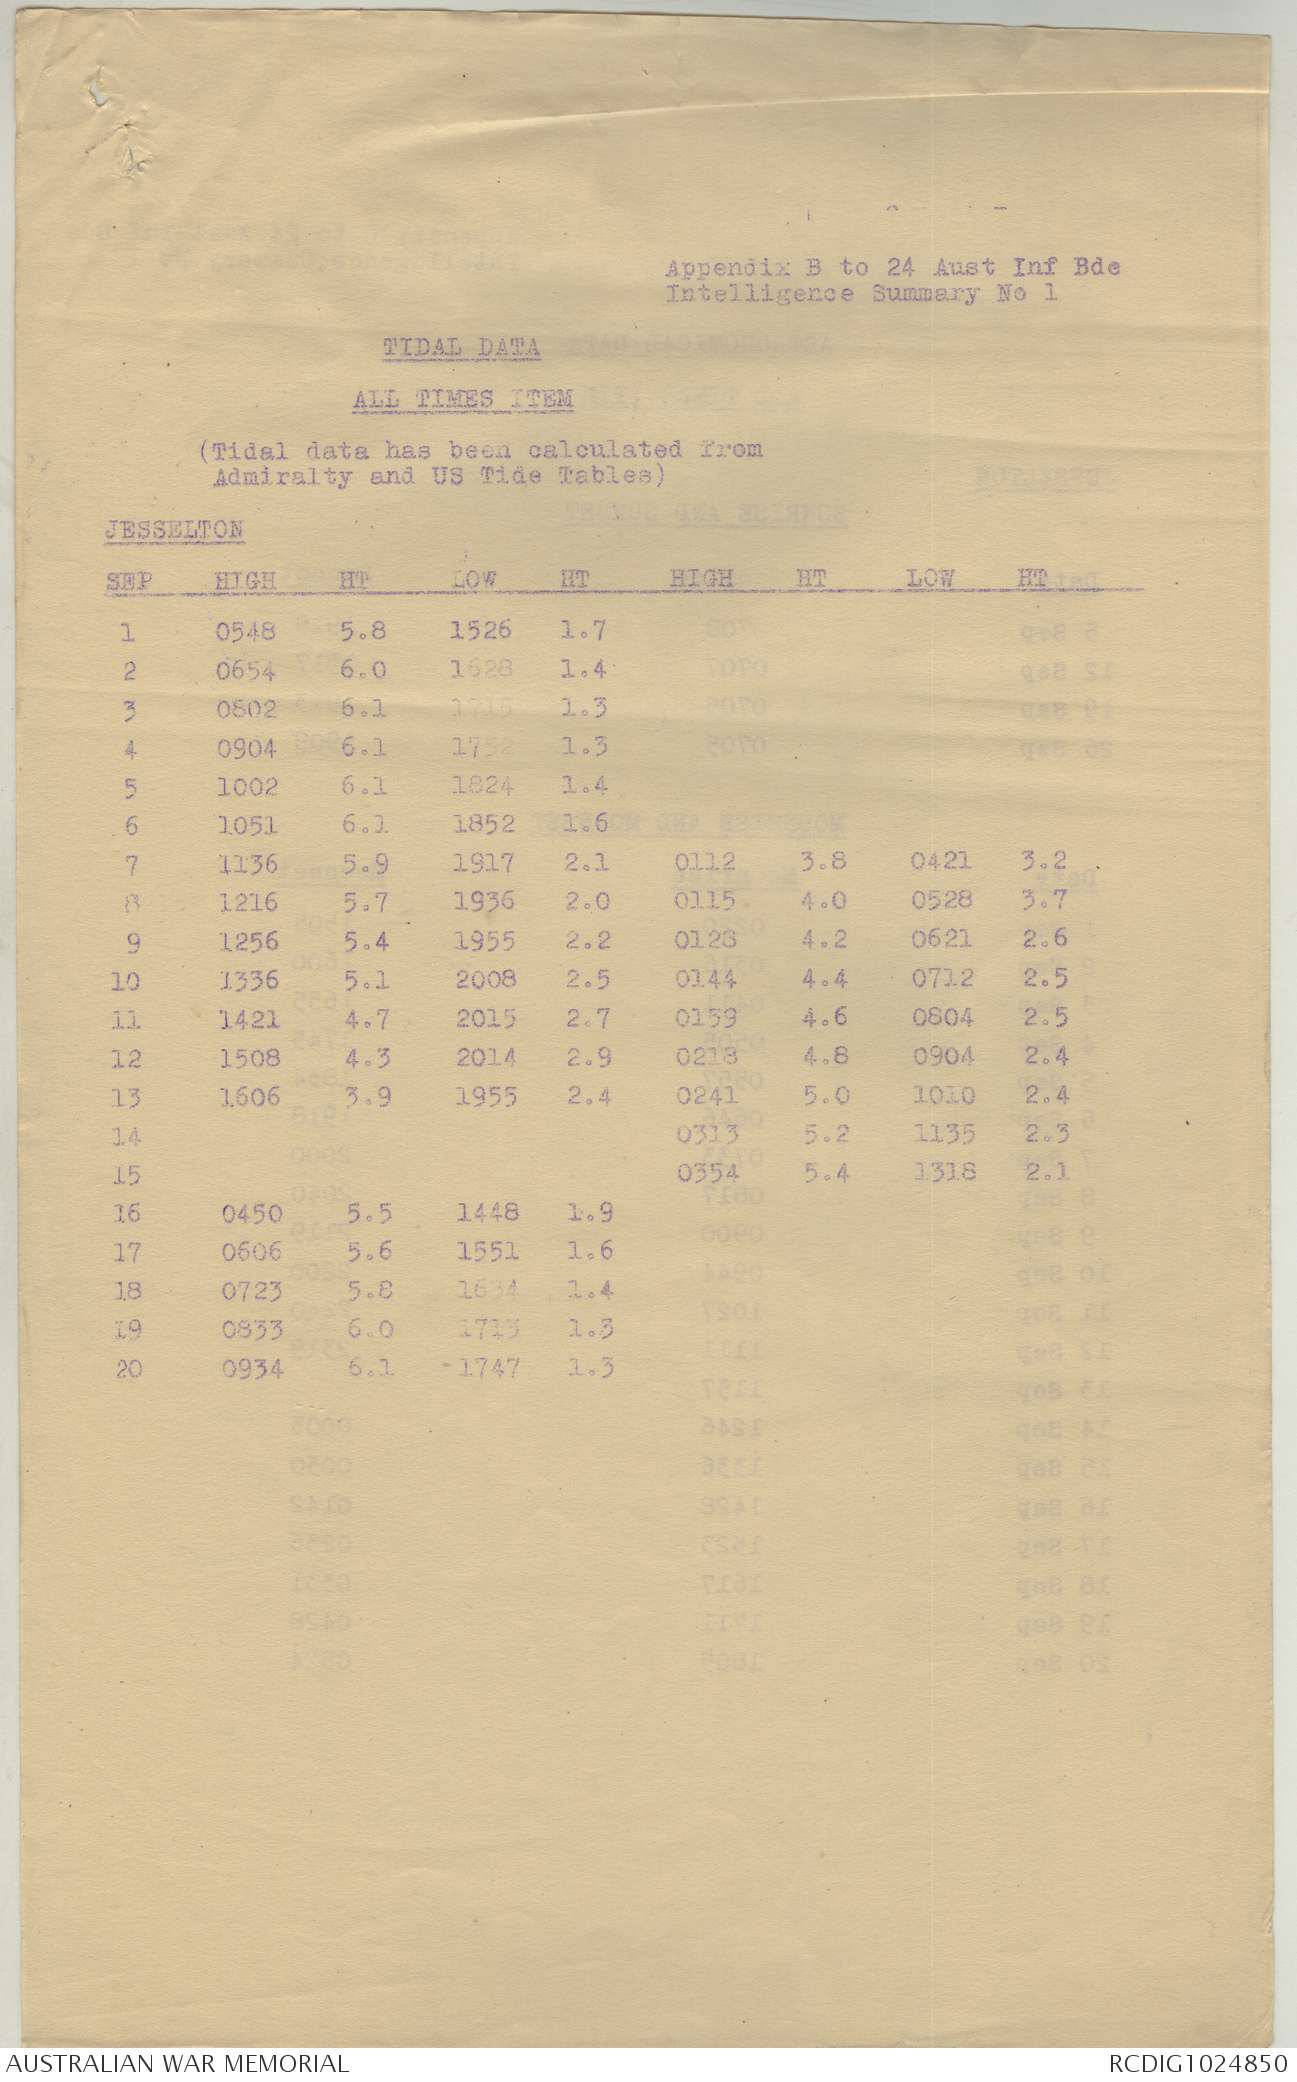 Appendix B to 24 Aust Inf Bde
Intelligence Summary No 1
TIDAL DATA
ALL TIMES ITEM
(Tidal data has been calculated from
Admiralty and US Tide Tables)
JESSELTON
SEP HIGH HT LOW HT HIGH HT LOW HT
1 0548 5.8 1526 1.7
2 0654 6.0 1628 1.4
3 0802 6.1 1715 1.3
4 0904 6.1 1752 1.3
5 1002 6.1 1824 1.4
6 1051 6.1 1852 1.6
7 1136 5.9 1917 2.1 0112 3.8 0421 3.2
8 1216 5.7 1936 2.0 0115 4.0 0528 3.7
9 1256 5.4 1955 2.2 0128 4.2 0621 2.6
10 1336 5.1 2008 2.5 0144 4.4 0712 2.5
11 1421 4.7 2015 2.7 0159 4.6 0804 2.5
12 1508 4.3 2014 2.9 0218 4.8 0904 2.4
13 1606 3.9 1955 2.4 0241 5.0 1010 2.4
14 0313 5.2 1135 2.3
15 0354 5.4 1318 2.1
16 0450 5.5 1448 1.9
17 0606 5.6 1551 1.6
18 0723 5.8 1634 1.4
19 0833 6.0 1713 1.3
20 0934 6.1 1747 1.3
AUSTRALIAN WAR MEMORIAL RCDIG1024850